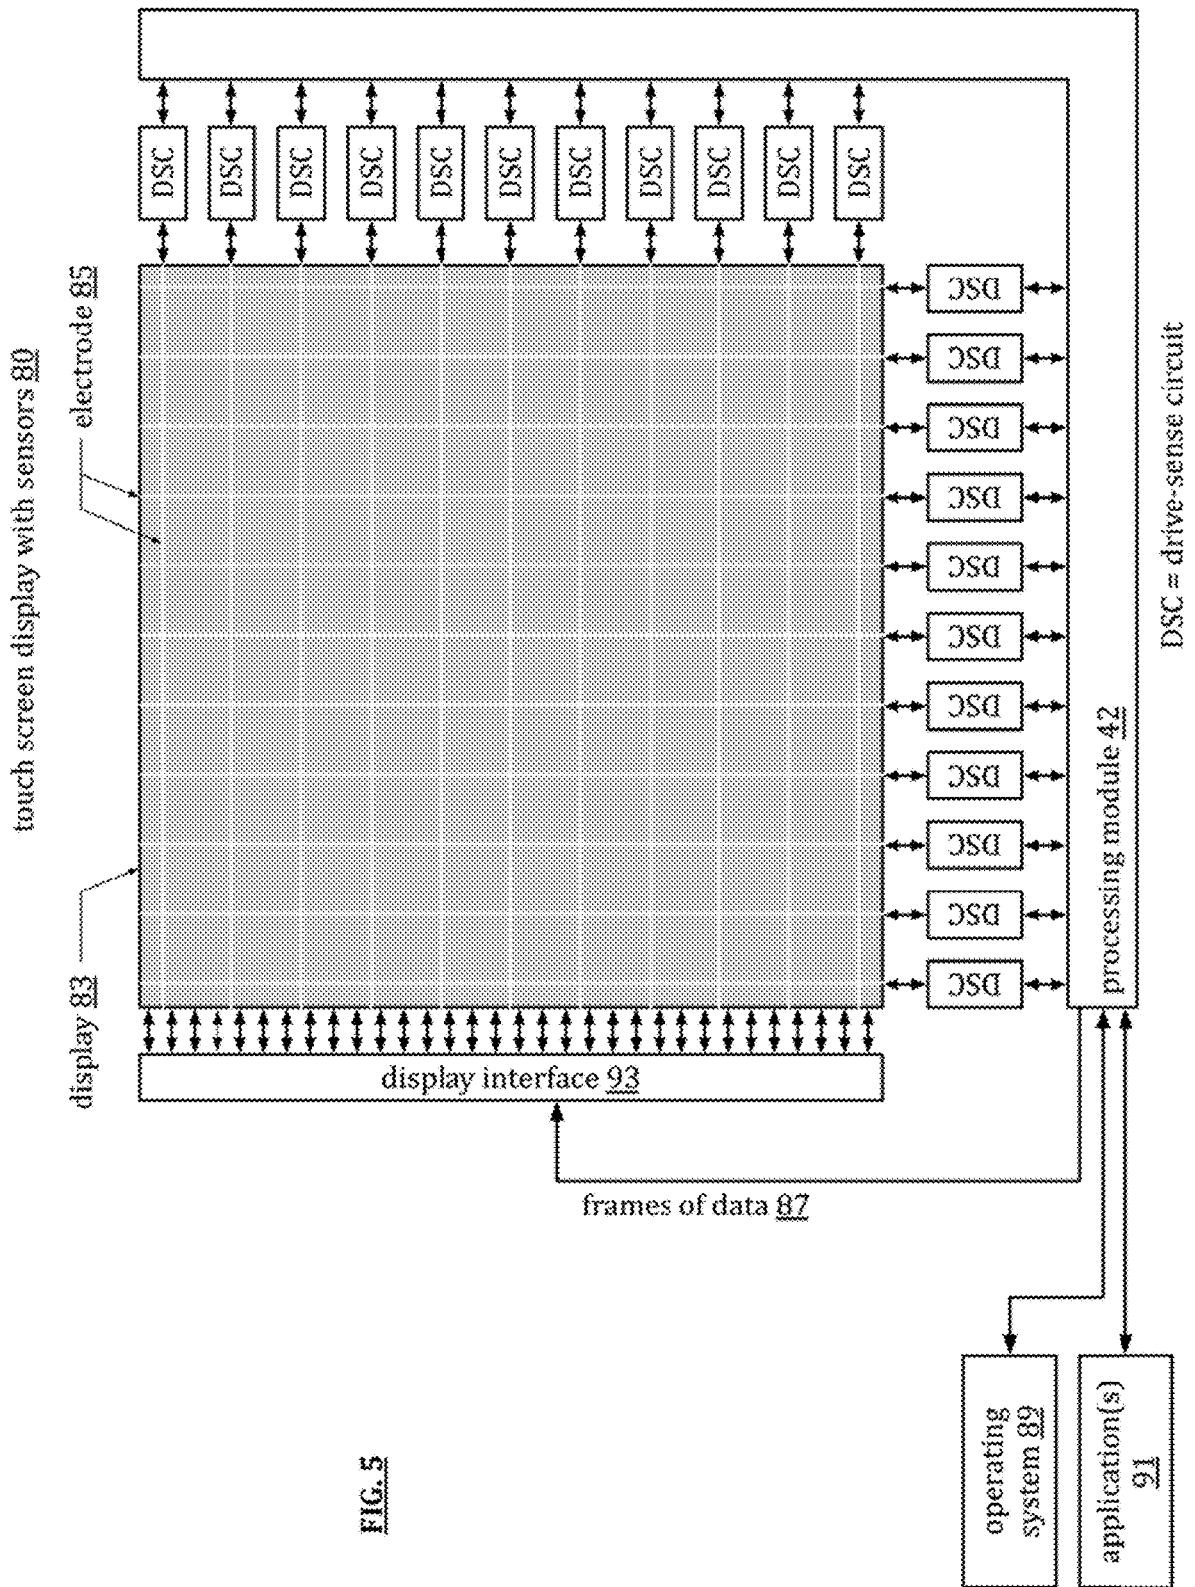 touch screen display with sensors 80
display 83
electrode 85
DSC
DSC
DSC
DSC
DSC
DSC
DSC
DSC
DSC
DSC
DSC
display interface 93
frames of data 87
FIG. 5
DSC
DSC
DSC
DSC
DSC
DSC
DSC
DSC
DSC
DSC
DSC
operating
system 89
application(s)
91
processing module 42
DSC = drive-sense circuit